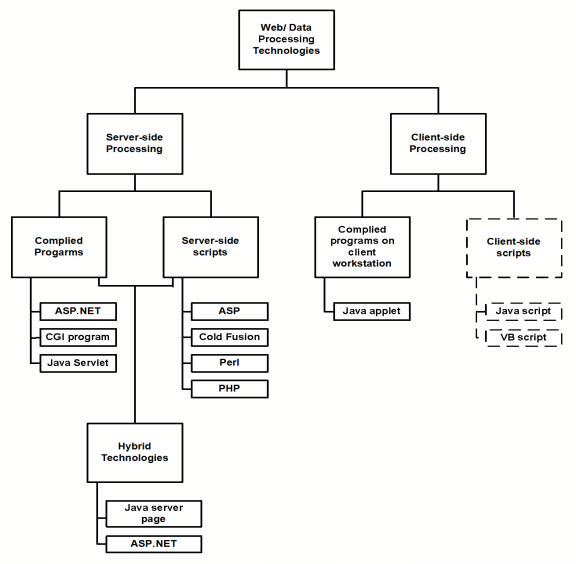 Web/ Data
Processing
Technologies
Server-side
Processing
Client-side
Processing
Complied
Progarms
Server-side
scripts
Complied
programs on
client
workstation
Client-side
scripts
ASP.NET
CGI program
Java Servlet
ASP
Cold Fusion
Perl
PHP
Java applet
Java script
VB script
Hybrid
Technologies
Java server
page
ASP.NET